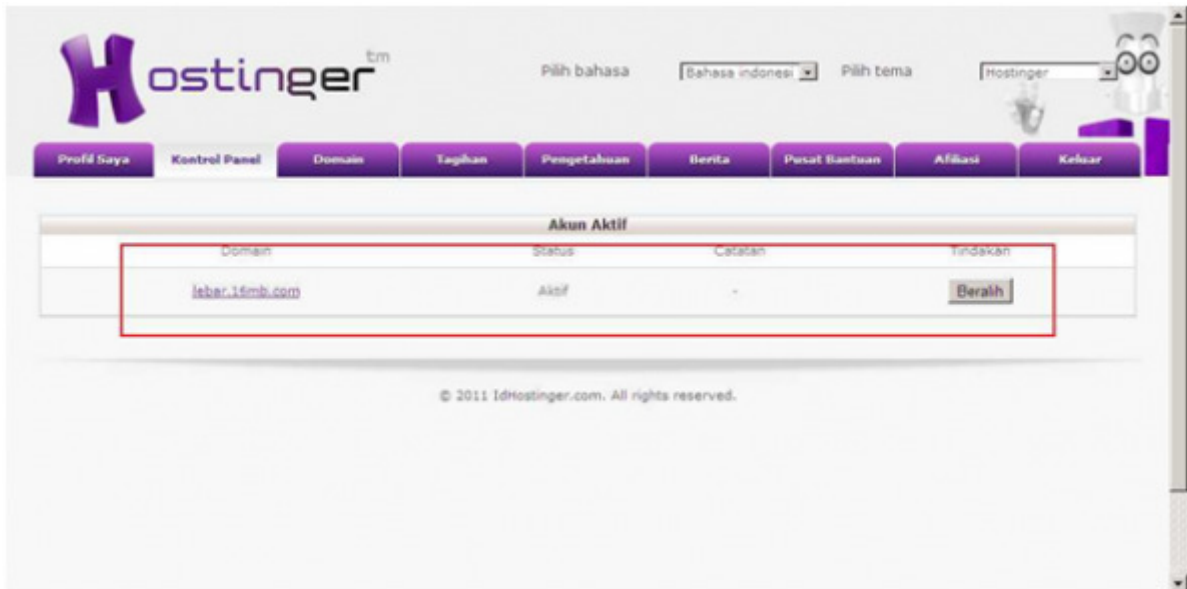 Hostinger tm
Pilih bahasa Bahasa indonesi Pilih tema Hostinger
Profil Saya Kontrol Panel Domain Tagihan Pengetahuan Berita Pusat Bantuan Afiliasi Keluar
Akun Aktif
Domain Status Catatan Tindakan
lebar.16mb.com Aktif - Beralih
© 2011 IdHostinger.com. All rights reserved.